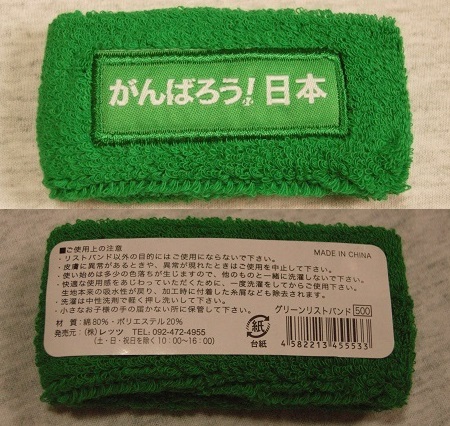 がんばろう!日本
■ご使用上の注意
・リストバンド以外の目的にはご使用にならないで下さい。
・皮膚に異常があるときや、異常が現れたときはご使用を中止して下さい。
・使い始めは多少の色落ちが生じますので、他のものと一緒に洗濯しないで下さい。
・快適な使用感をあじわっていただくために、一度洗濯をしてからご使用下さい。
生地本来の吸水性が戻り、加工時に付着した糸屑なども除去できます。
・洗濯は中性洗剤で軽く押し洗いして下さい。
・小さなお子様の手の届かない所に保管して下さい。
材 質：綿80%・ポリエステル20%
発売元：(株)レッツ TEL.092-472-4955
(土・日・祝日を除く10：00～16：00)
MADE IN CHINA
紙
台紙
グリーンリストバンド 500
4 582213 455533